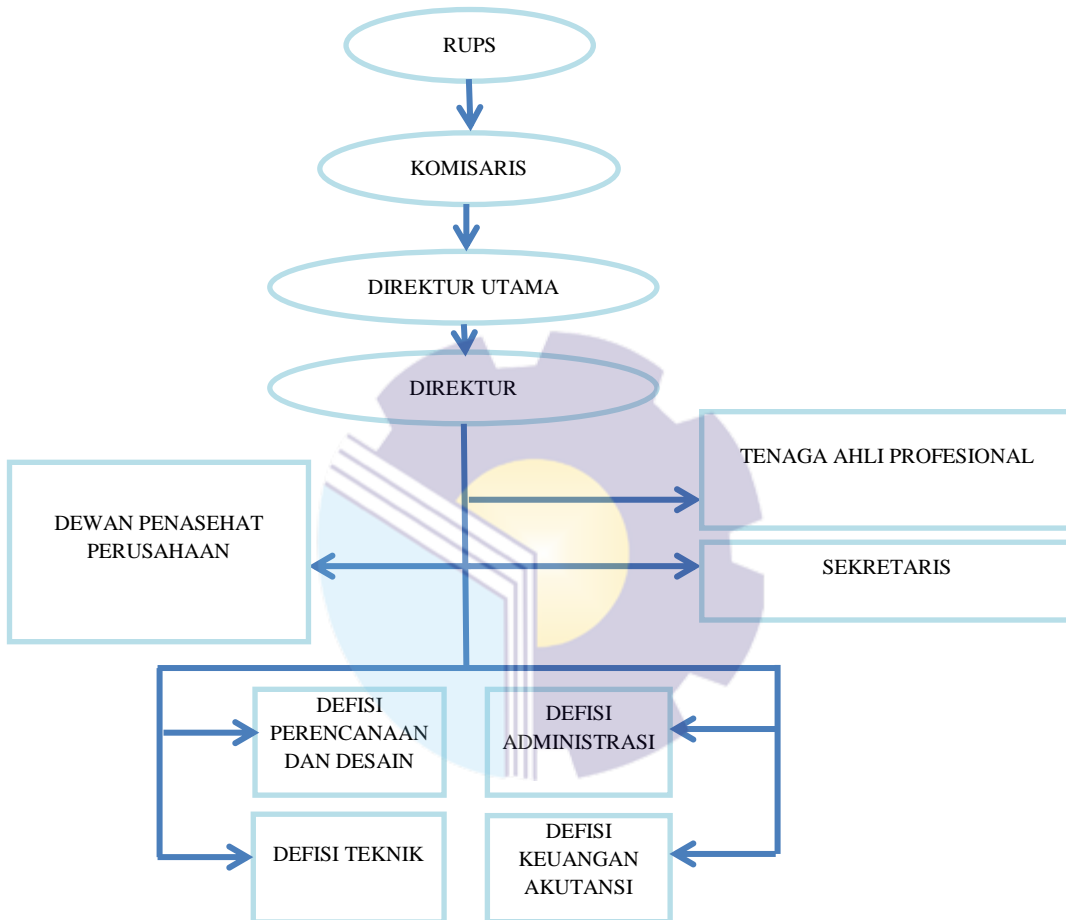 RUPS
KOMISARIS
DIREKTUR UTAMA
DIREKTUR
TENAGA AHLI PROFESIONAL
DEWAN PENASEHAT
PERUSAHAAN
SEKRETARIS
DEFISI
PERENCANAAN
DAN DESAIN
DEFISI
ADMINISTRASI
DEFISI TEKNIK
DEFISI
KEUANGAN
AKUTANSI